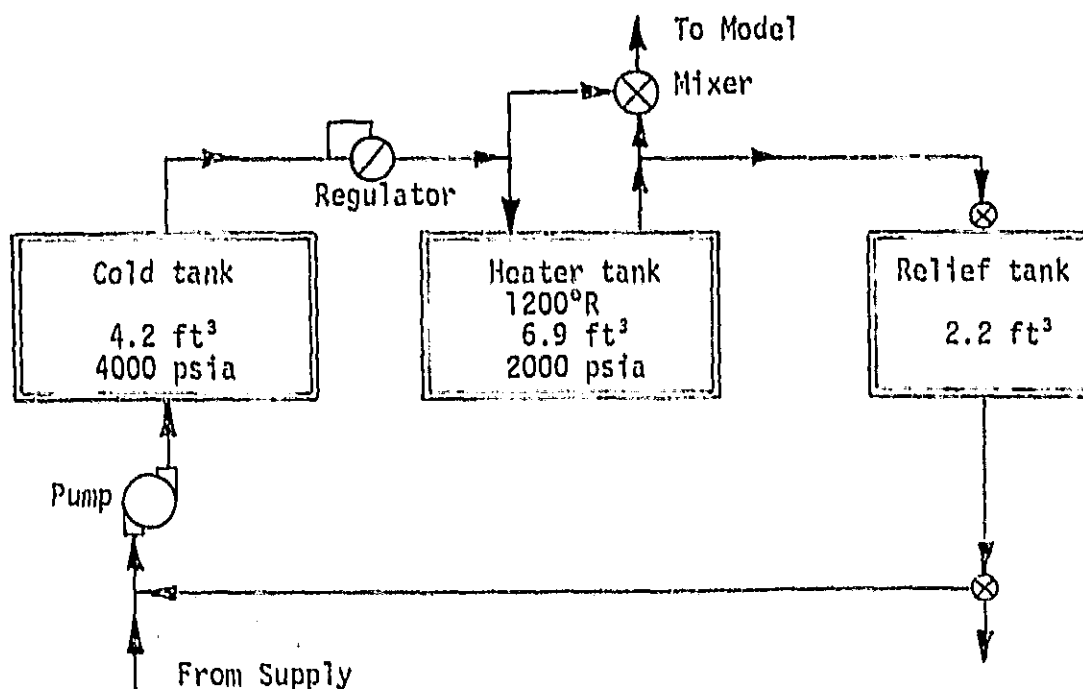 To Model
Mixer
Regulator
Cold tank
4.2 ft³
4000 psia
Heater tank
1200°R
6.9 ft³
2000 psia
Relief tank
2.2 ft³
Pump
From Supply